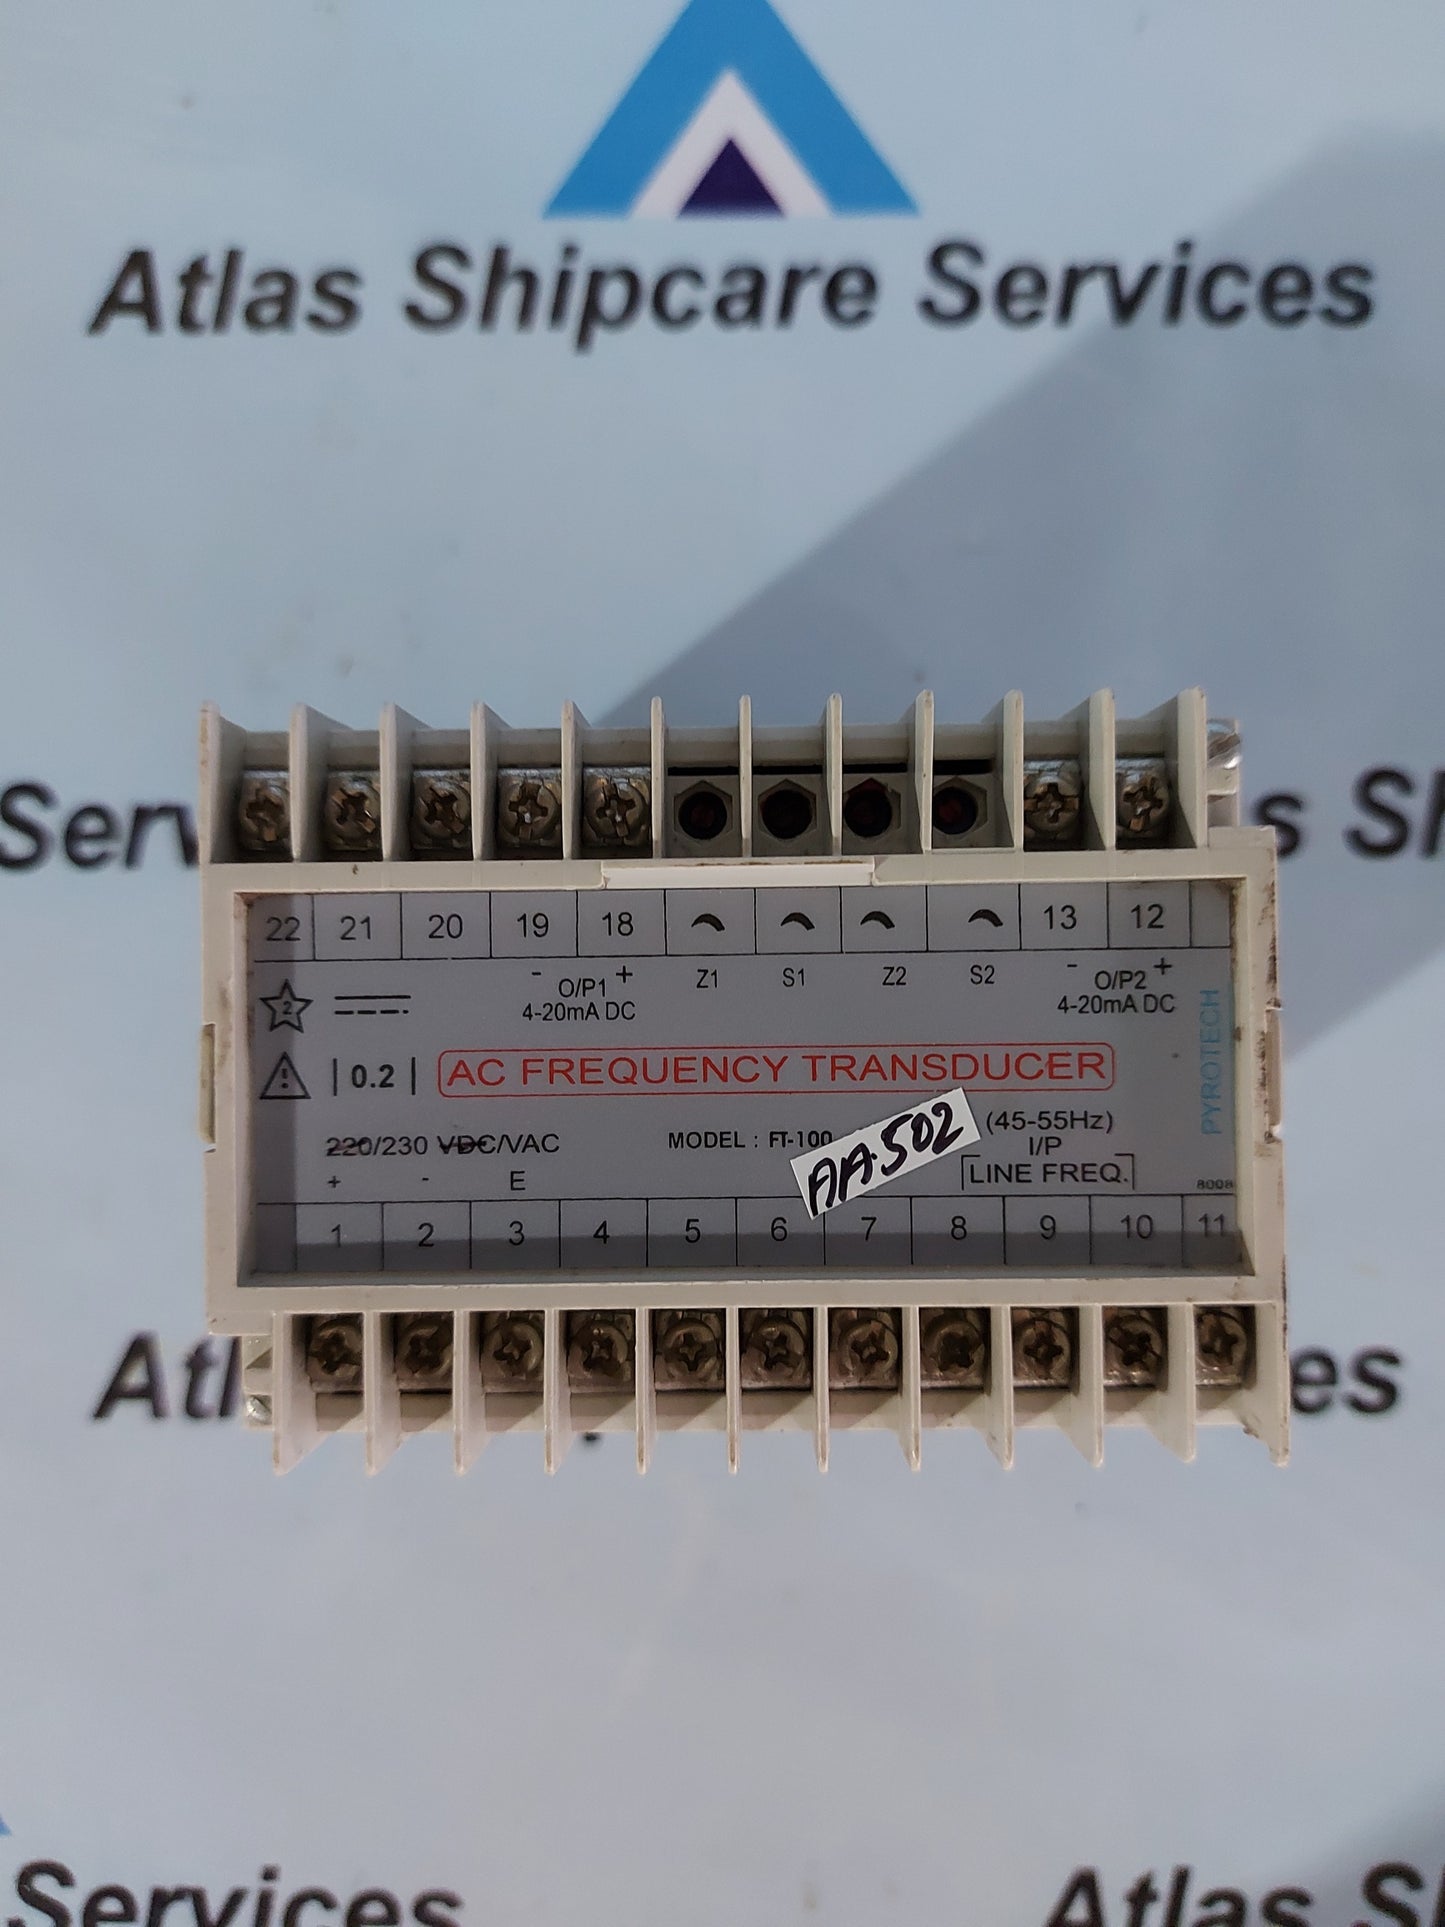 Atlas Shipcare Services
Serv
as Sh
22 21 20 19 18 13 12
- O/P1 + Z1 S1 Z2 S2 - O/P2 +
4-20mA DC 4-20mA DC
2
PYROTECH
! |0.2| AC FREQUENCY TRANSDUCER
220/230 VDC/VAC MODEL : FT-100 AA.502 (45-55Hz)
I/P
+ - E LINE FREQ. 8008
1 2 3 4 5 6 7 8 9 10 11
Atl
es
Services
Atlas S